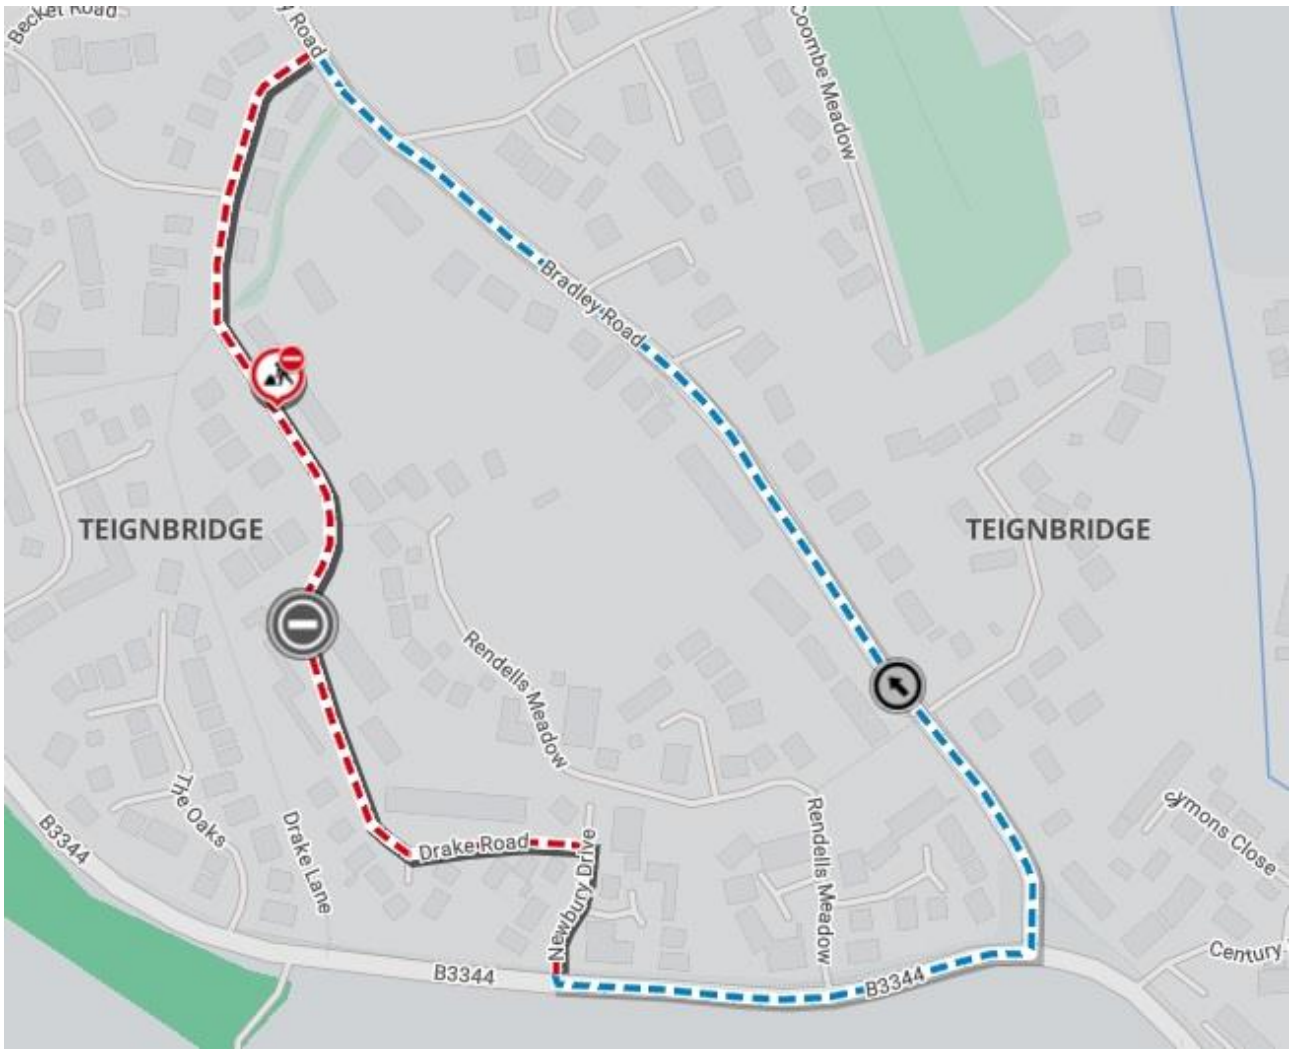 Becket Road
y Road
Coombe Meadow
Bradley Road
TEIGNBRIDGE
TEIGNBRIDGE
Rendells Meadow
The Oaks
B3344
Drake Lane
Drake Road
Newbury Drive
Rendells Meadow
B3344
B3344
ymons Close
Century